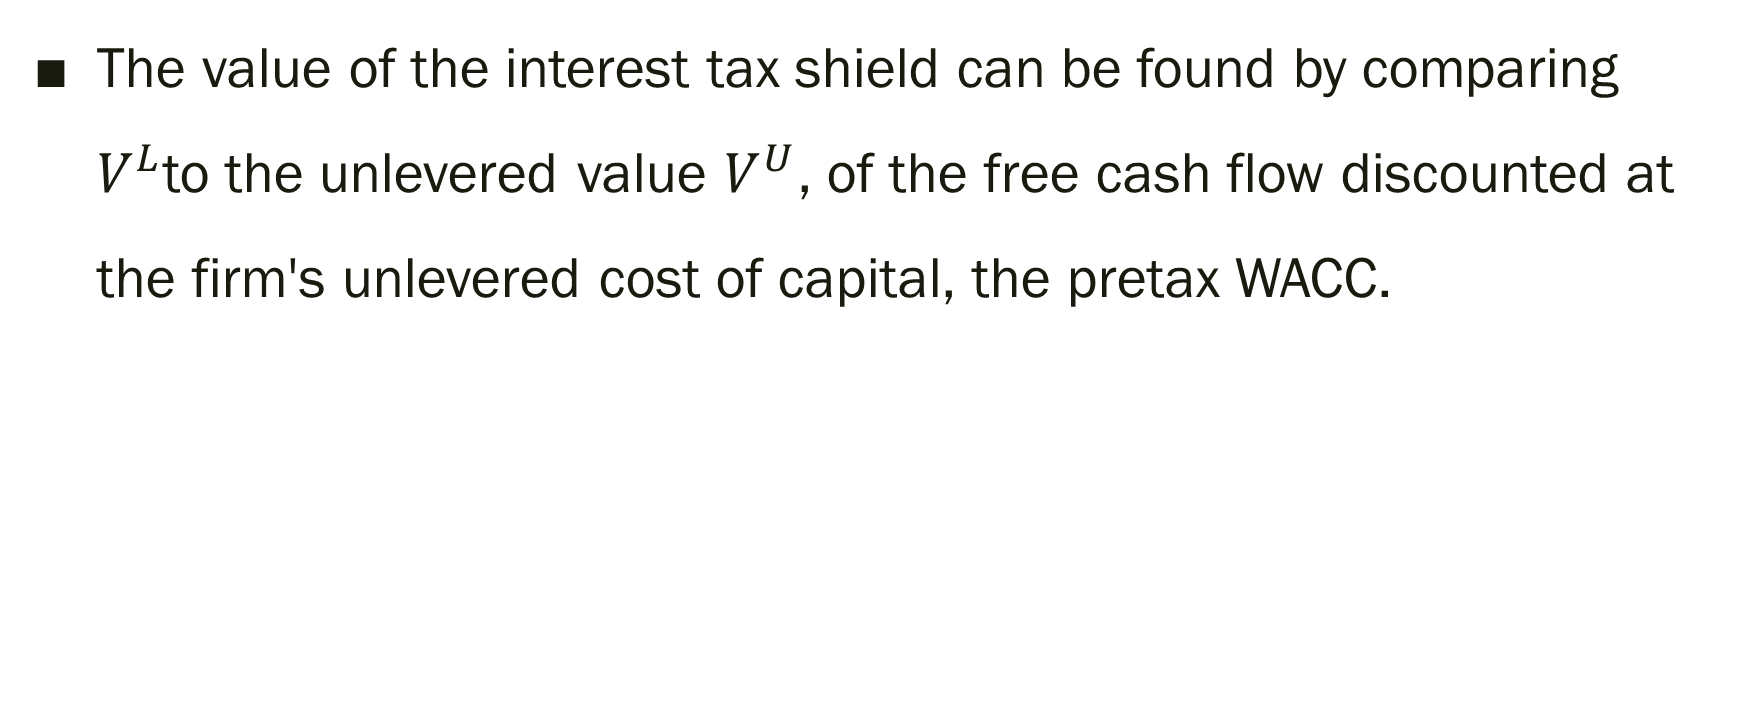 ■ The value of the interest tax shield can be found by comparing
V^L to the unlevered value V^U, of the free cash flow discounted at
the firm's unlevered cost of capital, the pretax WACC.